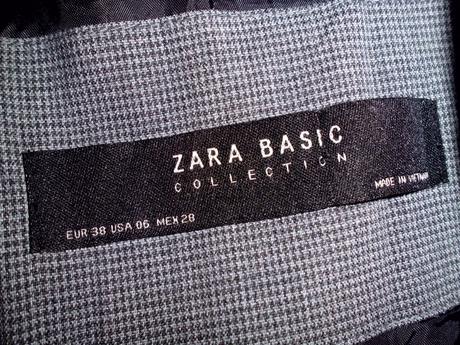 ZARA BASIC
COLLECTION
MADE IN VIETNAM
EUR 38 USA 06 MEX 28